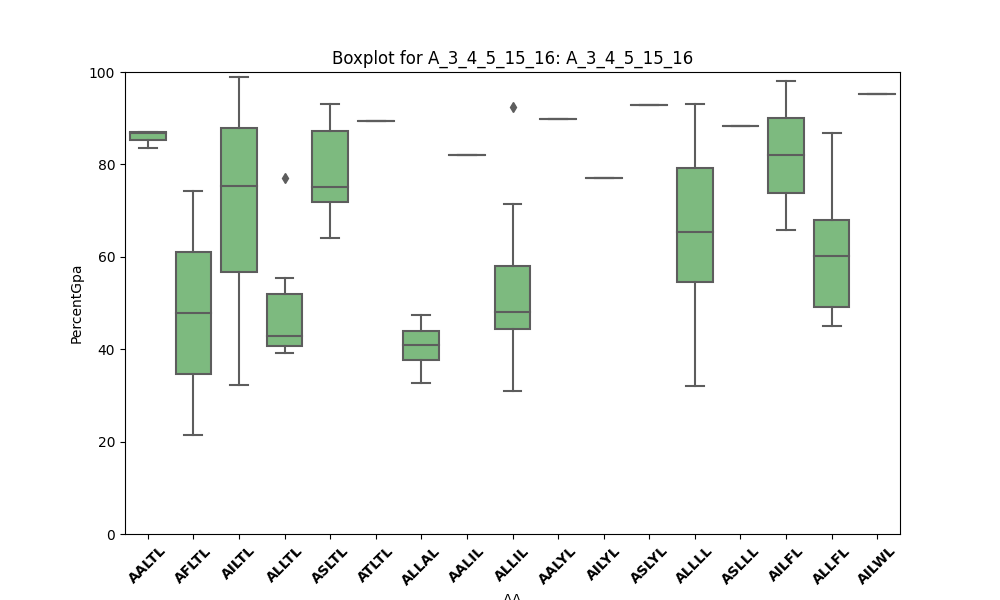 Boxplot for A_3_4_5_15_16: A_3_4_5_15_16
100
80
60
40
20
0
PercentGpa
AALTL
AFLTL
AILTL
ALLTL
ASLTL
ATLTL
ALLAL
AALIL
ALLIL
AALYL
AILYL
ASLYL
ALLLL
ASLLL
AILFL
ALLFL
AILWL
AA